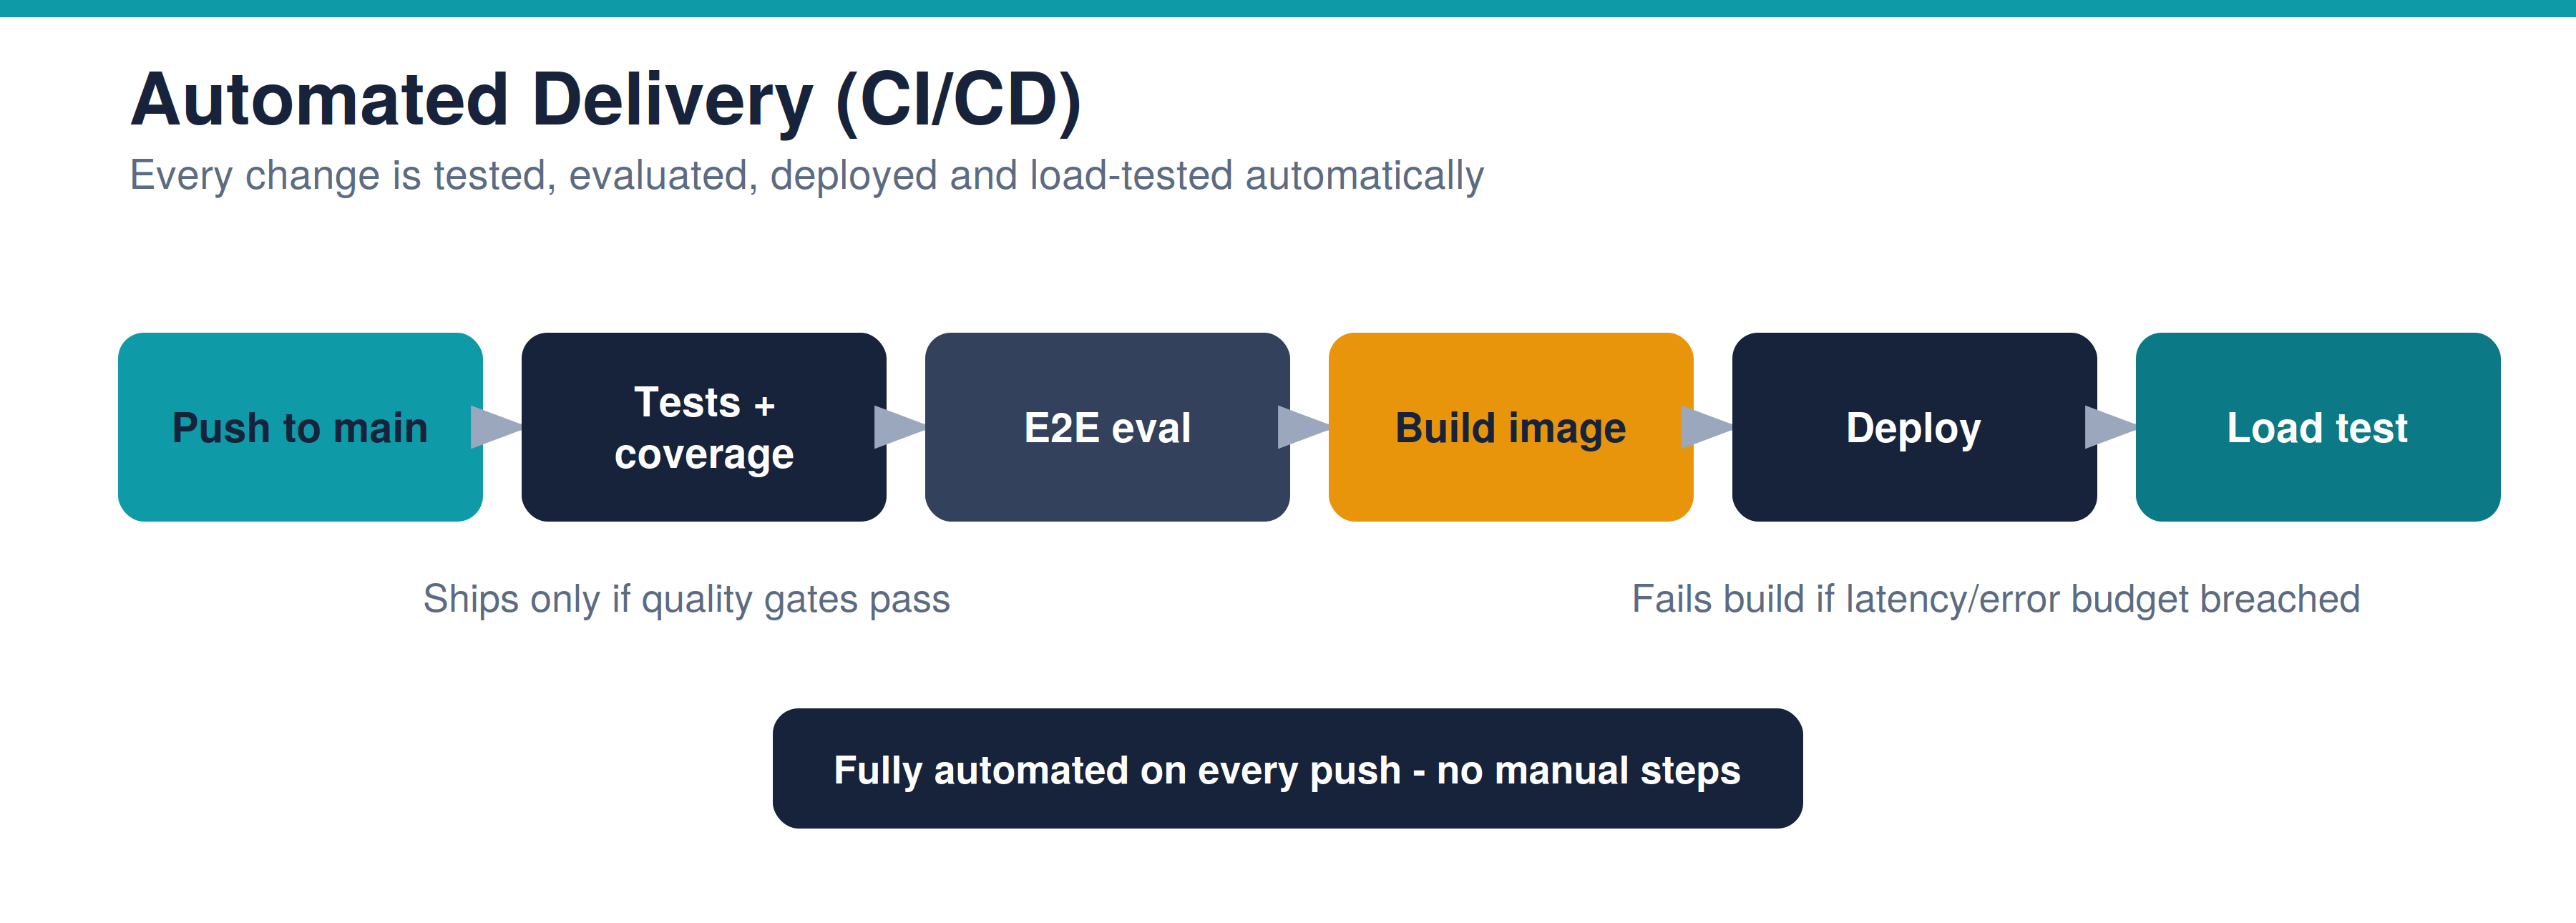 Automated Delivery (CI/CD)
Every change is tested, evaluated, deployed and load-tested automatically
Push to main
Tests +
coverage
E2E eval
Build image
Deploy
Load test
Ships only if quality gates pass
Fails build if latency/error budget breached
Fully automated on every push - no manual steps